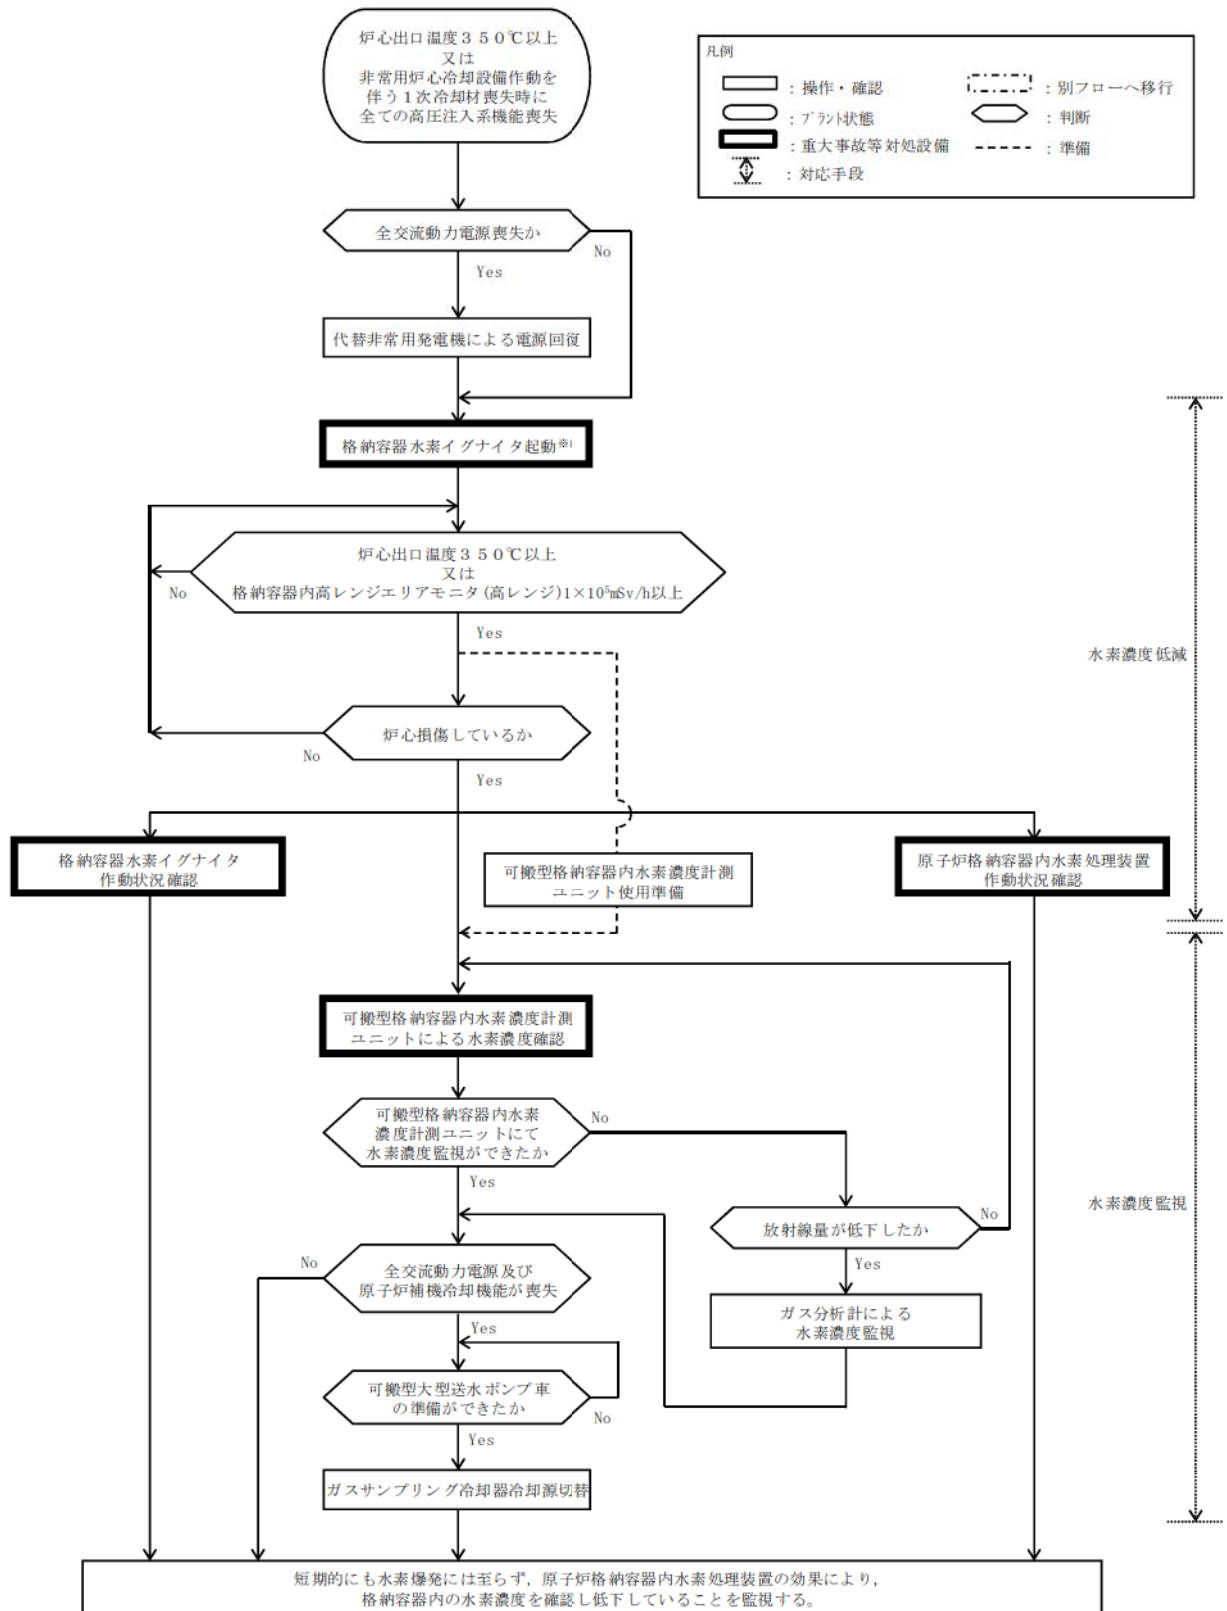 炉心出口温度３５０℃以上
又は
非常用炉心冷却設備作動を
伴う１次冷却材喪失時に
全ての高圧注入系機能喪失
凡例
：操作・確認
：別フローへ移行
：プラント状態
：判断
：重大事故等対処設備
：準備
：対応手段
全交流動力電源喪失か
No
Yes
代替非常用発電機による電源回復
格納容器水素イグナイタ起動※1
炉心出口温度３５０℃以上
又は
格納容器内高レンジエリアモニタ(高レンジ)1×10⁵mSv/h以上
No
Yes
水素濃度低減
炉心損傷しているか
No
Yes
格納容器水素イグナイタ
作動状況確認
可搬型格納容器内水素濃度計測
ユニット使用準備
原子炉格納容器内水素処理装置
作動状況確認
可搬型格納容器内水素濃度計測
ユニットによる水素濃度確認
可搬型格納容器内水素
濃度計測ユニットにて
水素濃度監視ができたか
No
Yes
水素濃度監視
放射線量が低下したか
No
Yes
全交流動力電源及び
原子炉補機冷却機能が喪失
No
Yes
ガス分析計による
水素濃度監視
可搬型大型送水ポンプ車
の準備ができたか
No
Yes
ガスサンプリング冷却器冷却源切替
短期的にも水素爆発には至らず，原子炉格納容器内水素処理装置の効果により，
格納容器内の水素濃度を確認し低下していることを監視する。